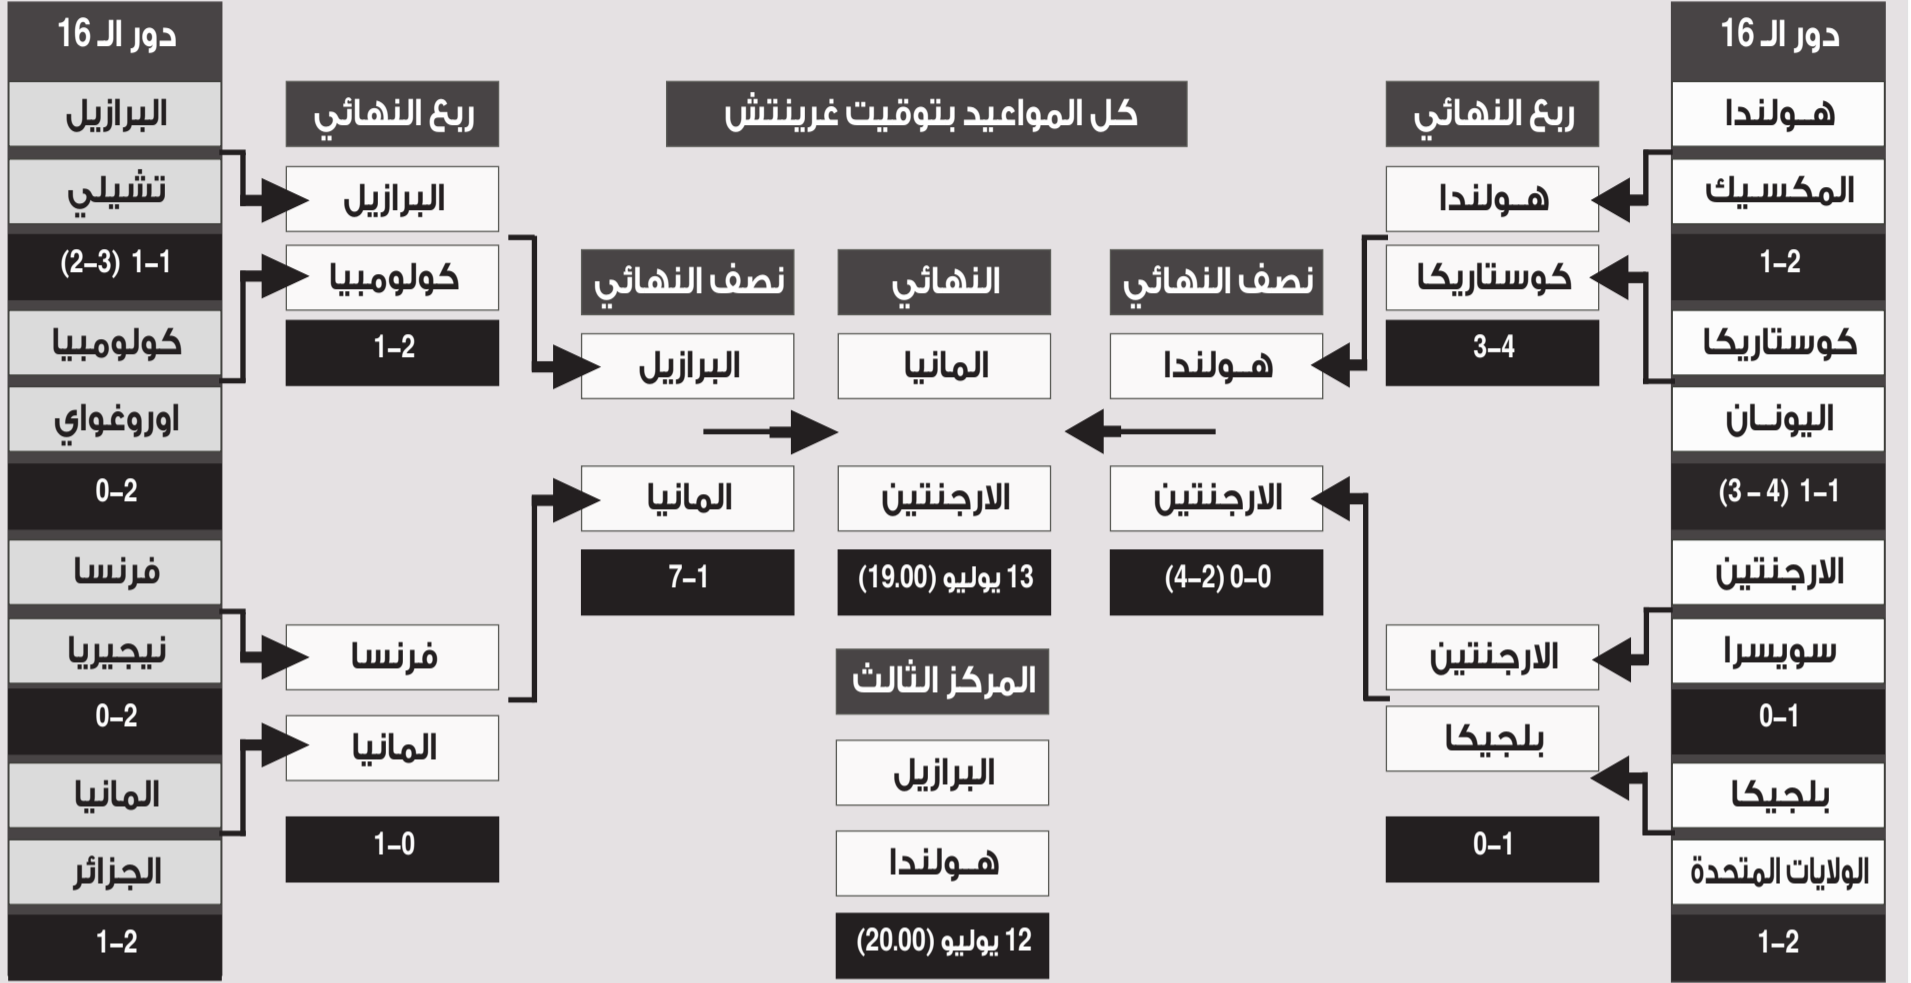 دور الـ 16
هـولندا
المكسيك
1-2
كوستاريكا
اليونـان
1-1 (4 – 3)
الارجنتين
سويسرا
0-1
بلجيكا
الولايات المتحدة
1-2
ربع النهائي
هـولندا
كوستاريكا
3-4
الارجنتين
بلجيكا
0-1
كل المواعيد بتوقيت غرينتش
نصف النهائي
هـولندا
الارجنتين
0-0 (4-2)
النهائي
المانيا
الارجنتين
13 يوليو (19.00)
المركز الثالث
البرازيل
هـولندا
12 يوليو (20.00)
نصف النهائي
البرازيل
المانيا
7-1
ربع النهائي
البرازيل
كولومبيا
1-2
فرنسا
المانيا
1-0
دور الـ 16
البرازيل
تشيلي
1-1 (3-2)
كولومبيا
اوروغواي
0-2
فرنسا
نيجيريا
0-2
المانيا
الجزائر
1-2